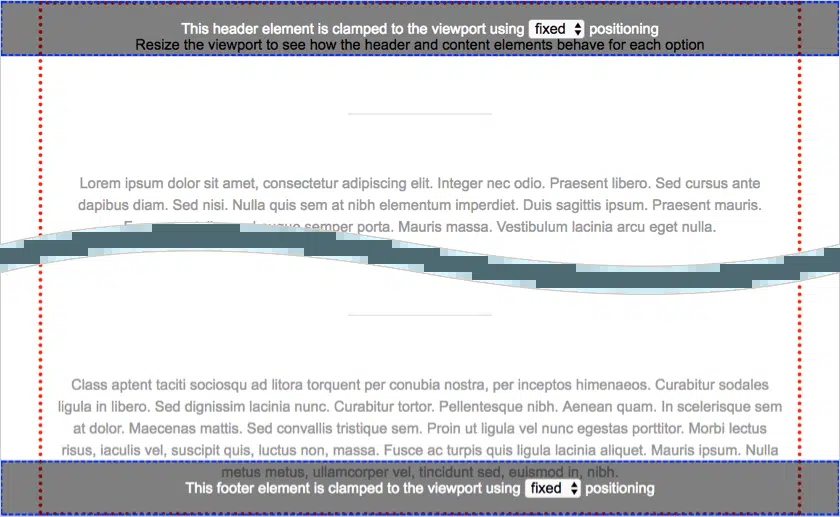 This header element is clamped to the viewport using fixed positioning
Resize the viewport to see how the header and content elements behave for each option
Lorem ipsum dolor sit amet, consectetur adipiscing elit. Integer nec odio. Praesent libero. Sed cursus ante
dapibus diam. Sed nisi. Nulla quis sem at nibh elementum imperdiet. Duis sagittis ipsum. Praesent mauris.
semper porta. Mauris massa. Vestibulum lacinia arcu eget nulla.
Class aptent taciti sociosqu ad litora torquent per conubia nostra, per inceptos himenaeos. Curabitur sodales
ligula in libero. Sed dignissim lacinia nunc. Curabitur tortor. Pellentesque nibh. Aenean quam. In scelerisque sem
at dolor. Maecenas mattis. Sed convallis tristique sem. Proin ut ligula vel nunc egestas porttitor. Morbi lectus
risus, iaculis vel, suscipit quis, luctus non, massa. Fusce ac turpis quis ligula lacinia aliquet. Mauris ipsum. Nulla
metus metus, ullamcorper vel, tincidunt sed, euismod in, nibh.
This footer element is clamped to the viewport using fixed positioning